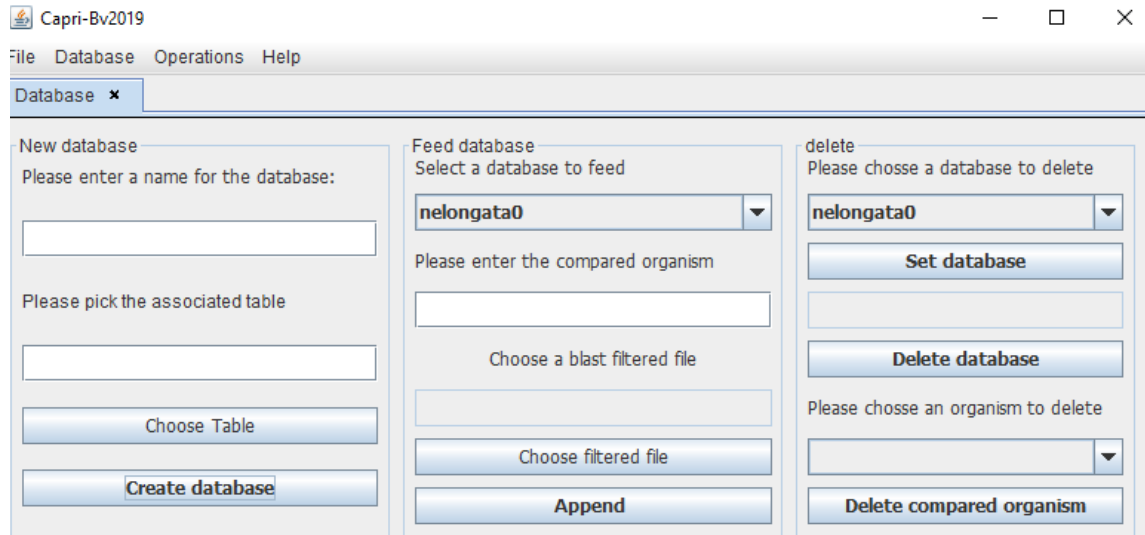 Capri-Bv2019
File Database Operations Help
Database
New database
Please enter a name for the database:
Please pick the associated table
Choose Table
Create database
Feed database
Select a database to feed
nelongata0
Please enter the compared organism
Choose a blast filtered file
Choose filtered file
Append
delete
Please chosse a database to delete
nelongata0
Set database
Delete database
Please chosse an organism to delete
Delete compared organism